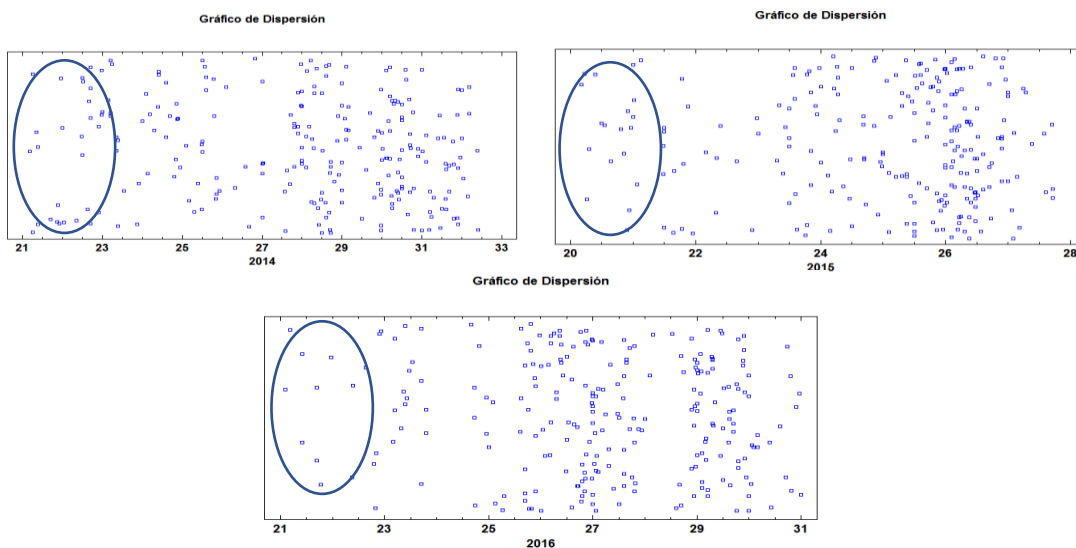 Gráfico de Dispersión
21 23 25 27 29 31 33
2014
Gráfico de Dispersión
20 22 24 26 28
2015
Gráfico de Dispersión
21 23 25 27 29 31
2016